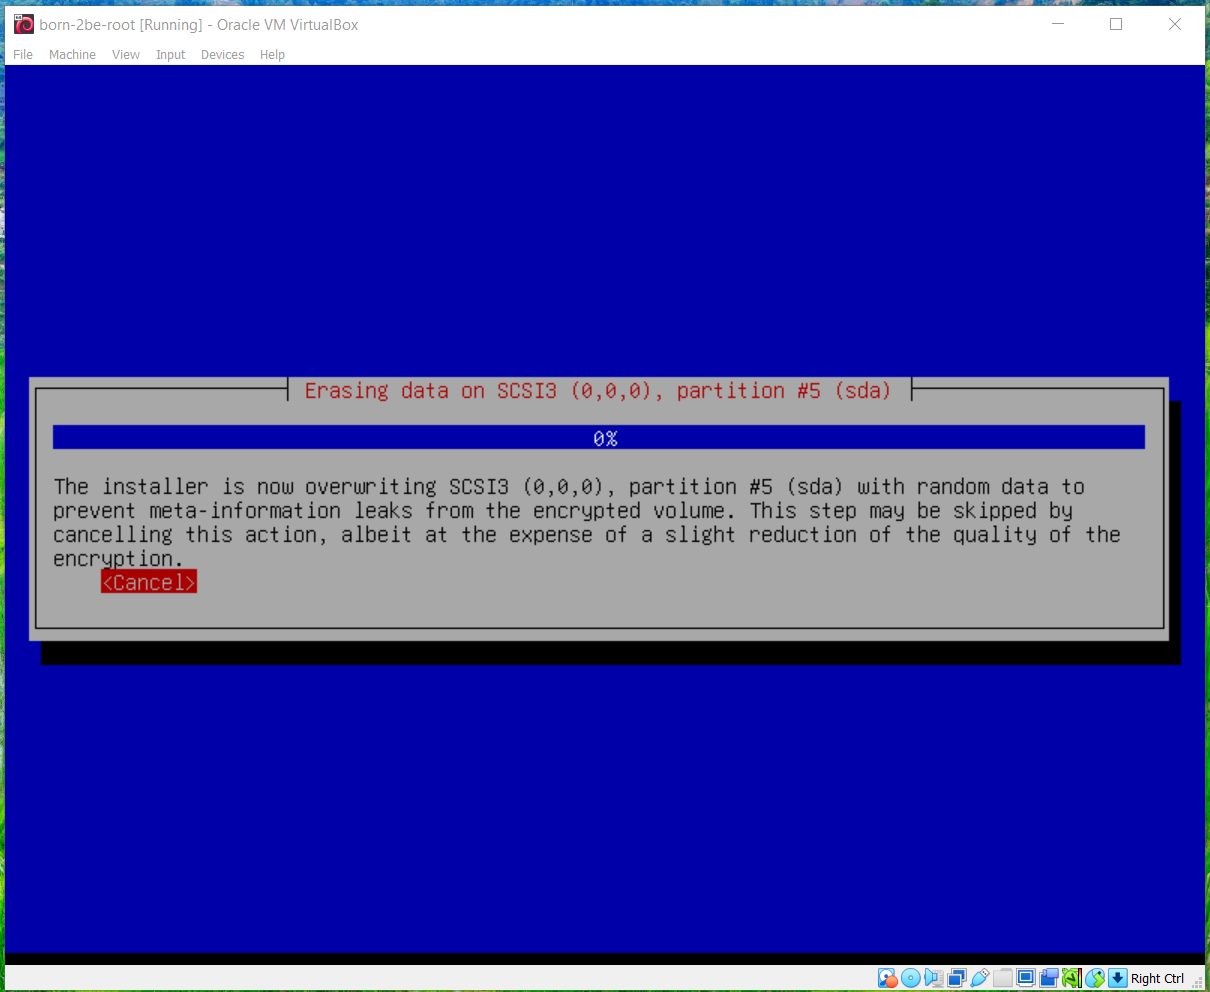 born-2be-root [Running] - Oracle VM VirtualBox
File Machine View Input Devices Help
Erasing data on SCSI3 (0,0,0), partition #5 (sda)
0%
The installer is now overwriting SCSI3 (0,0,0), partition #5 (sda) with random data to
prevent meta-information leaks from the encrypted volume. This step may be skipped by
cancelling this action, albeit at the expense of a slight reduction of the quality of the
encryption.
<Cancel>
Right Ctrl